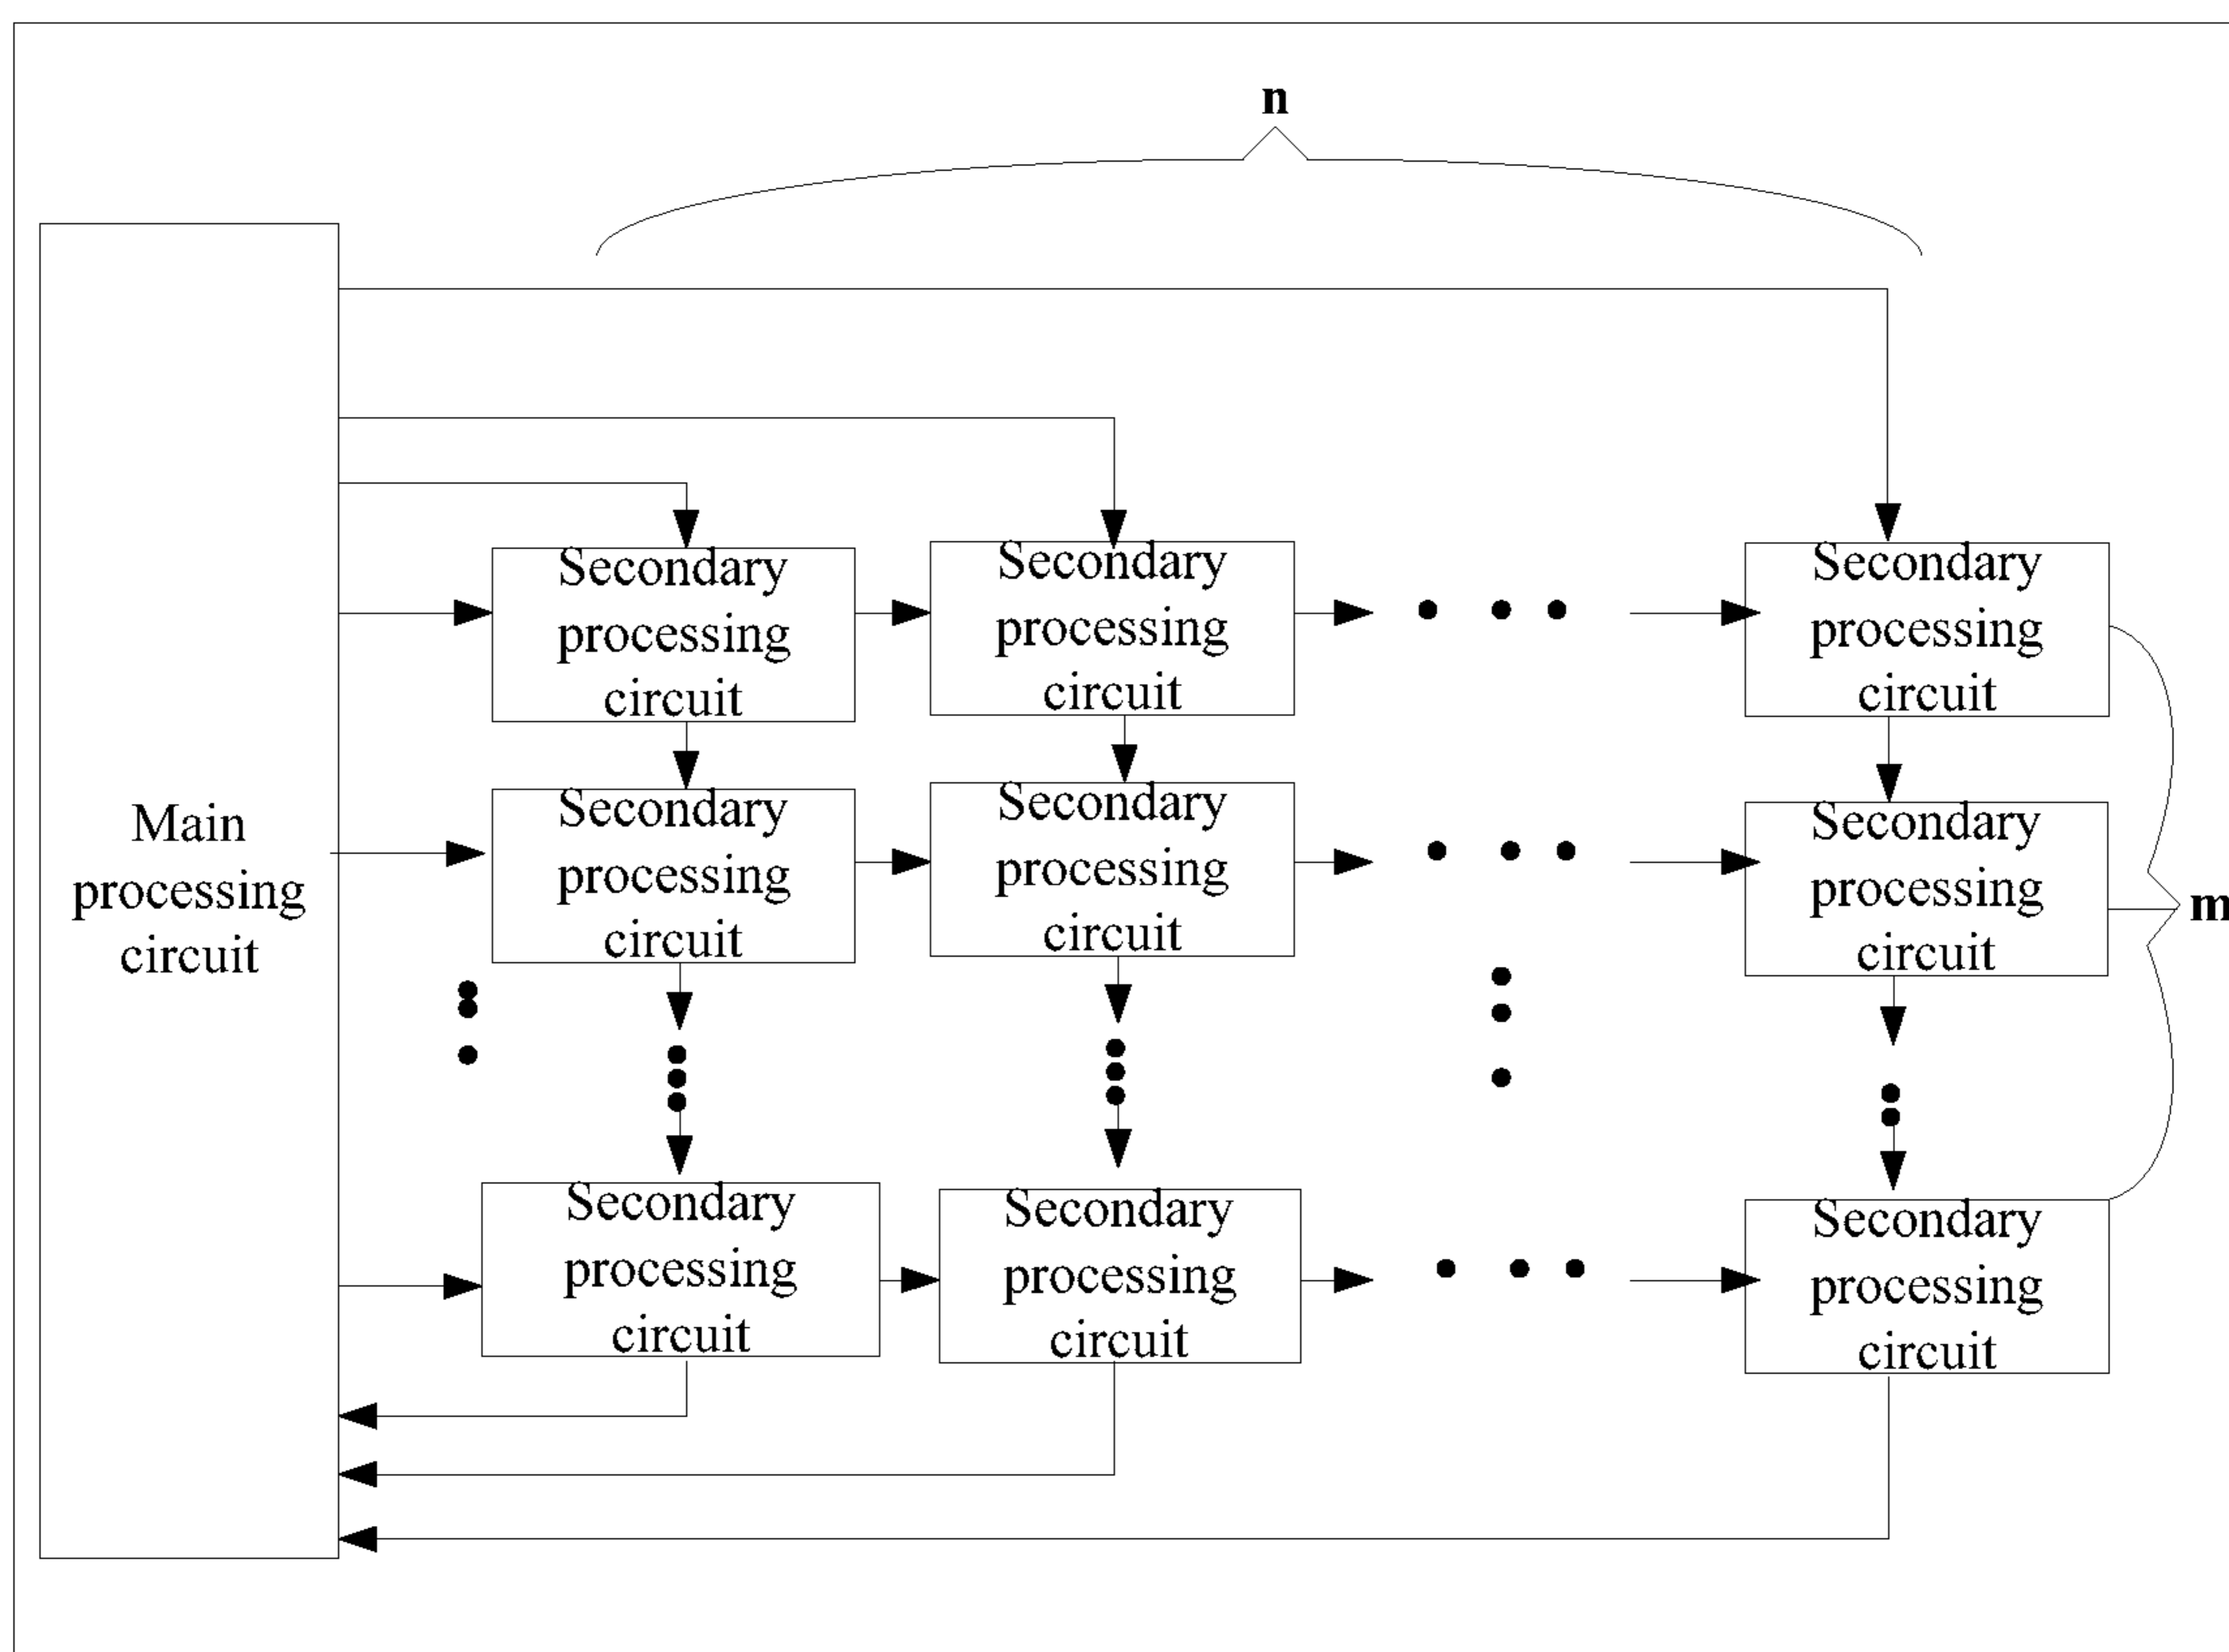 n
Secondary
processing
circuit
Secondary
processing
circuit
Secondary
processing
circuit
Main
processing
circuit
Secondary
processing
circuit
Secondary
processing
circuit
Secondary
processing
circuit
m
Secondary
processing
circuit
Secondary
processing
circuit
Secondary
processing
circuit